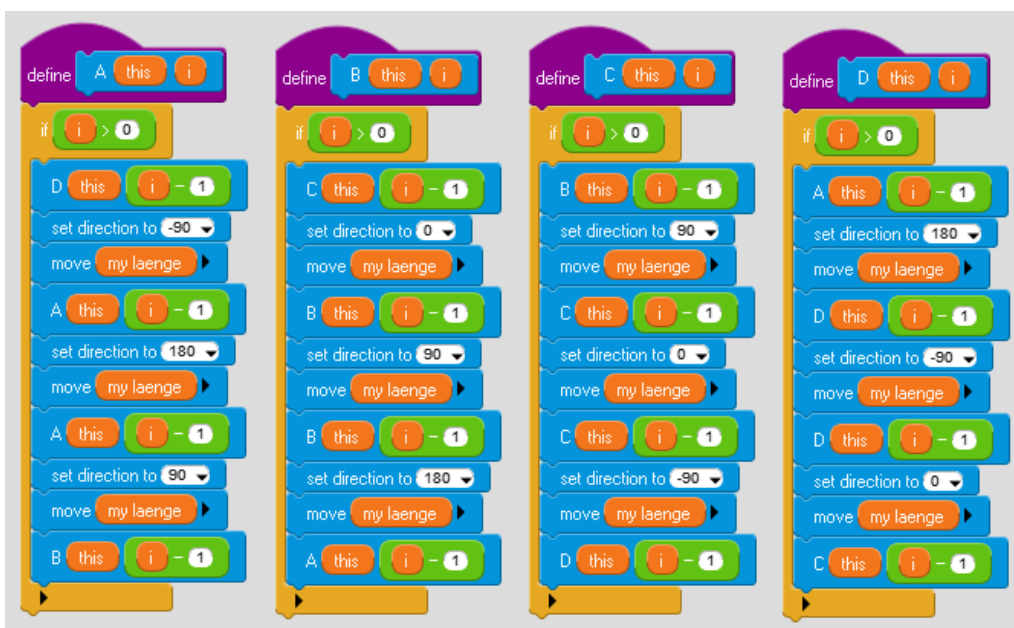 define A this i
if i > 0
D this i - 1
set direction to -90
move my laenge
A this i - 1
set direction to 180
move my laenge
A this i - 1
set direction to 90
move my laenge
B this i - 1
define B this i
if i > 0
C this i - 1
set direction to 0
move my laenge
B this i - 1
set direction to 90
move my laenge
B this i - 1
set direction to 180
move my laenge
A this i - 1
define C this i
if i > 0
B this i - 1
set direction to 90
move my laenge
C this i - 1
set direction to 0
move my laenge
C this i - 1
set direction to -90
move my laenge
D this i - 1
define D this i
if i > 0
A this i - 1
set direction to 180
move my laenge
D this i - 1
set direction to -90
move my laenge
D this i - 1
set direction to 0
move my laenge
C this i - 1